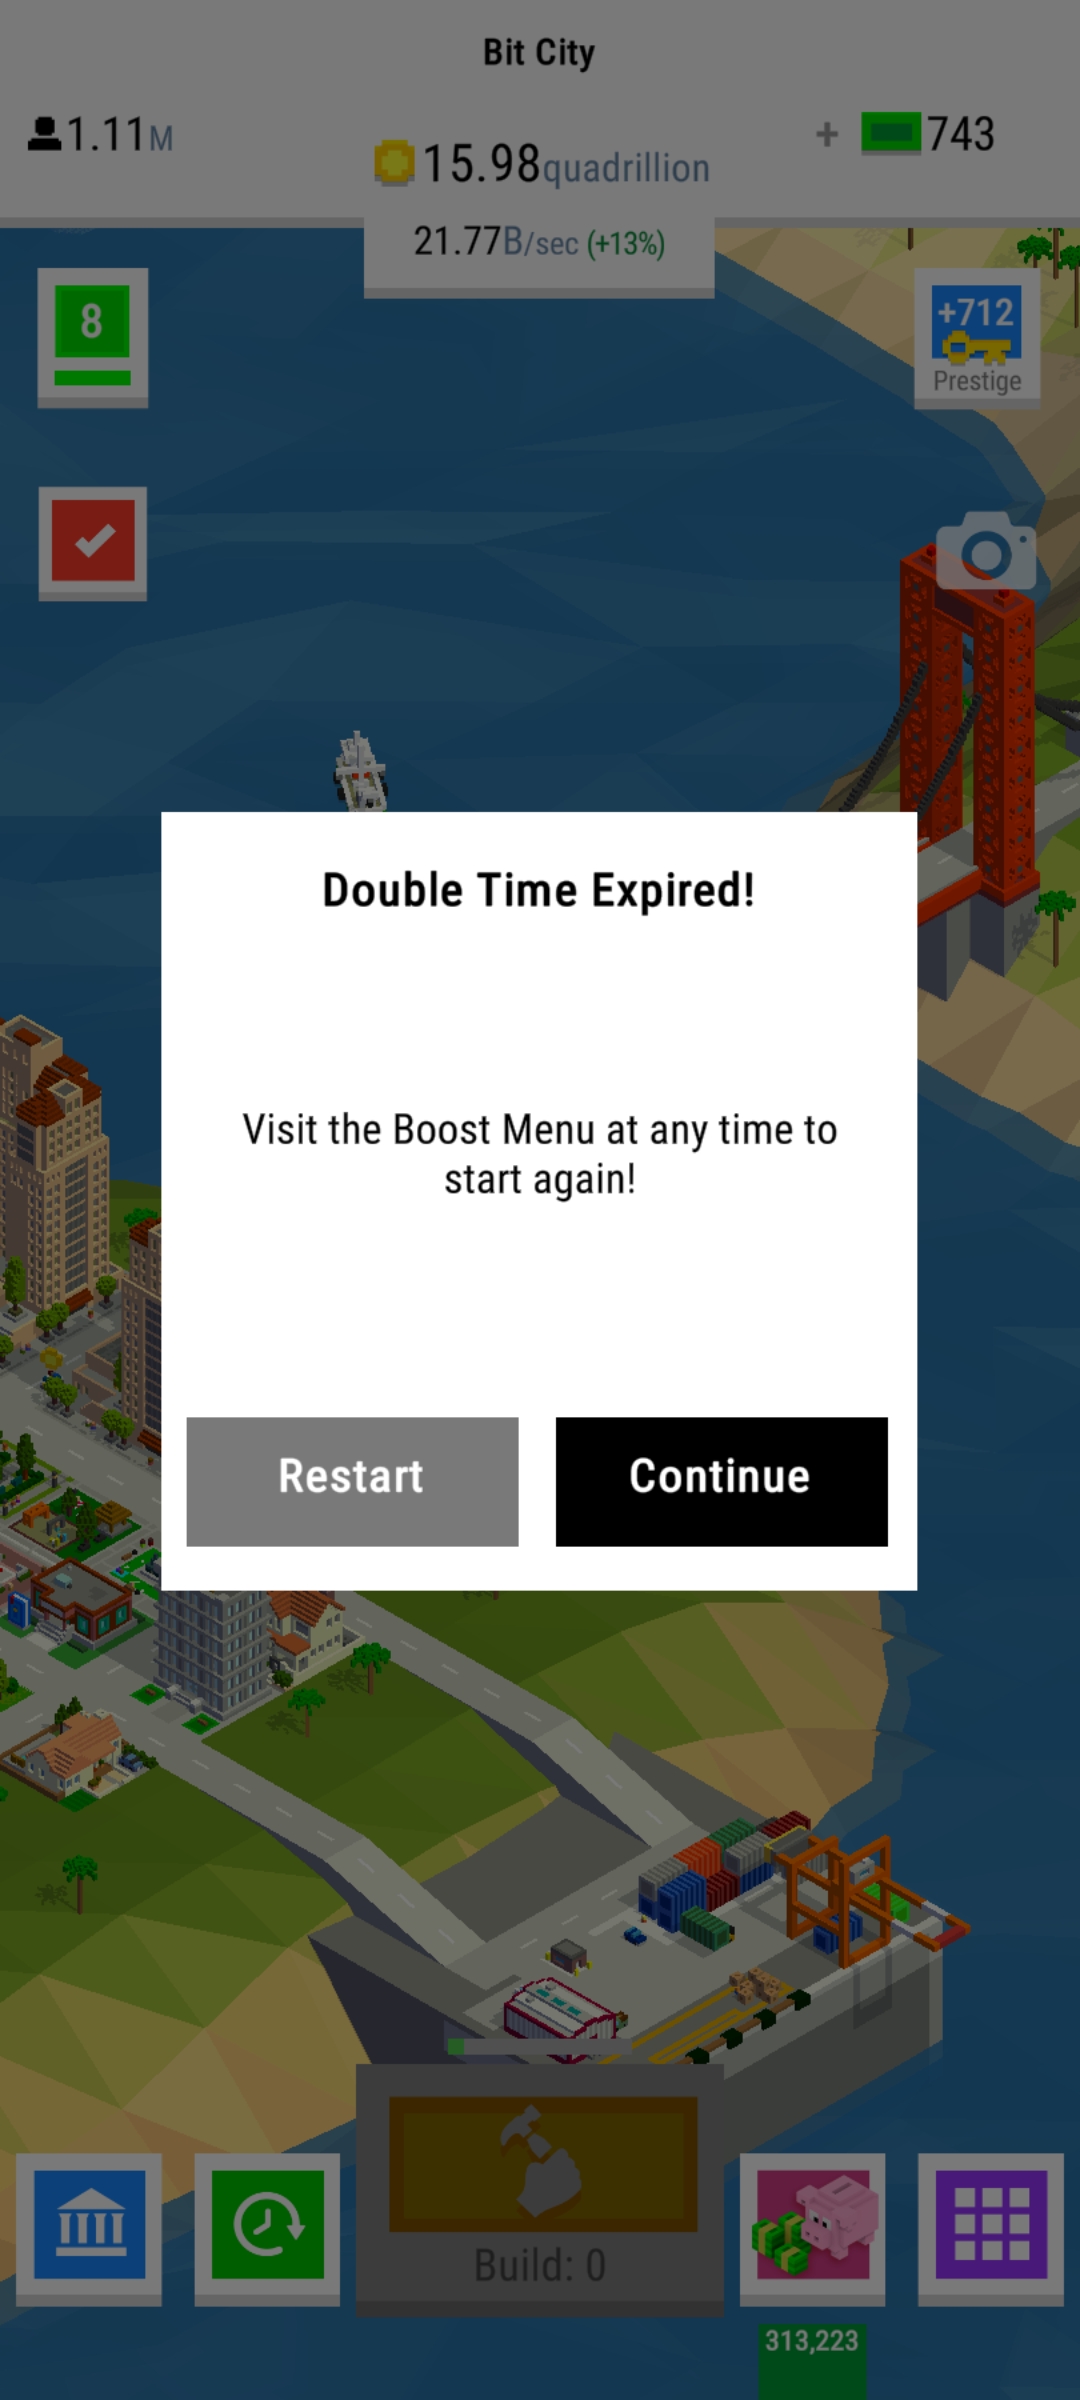 Bit City
1.11M
15.98quadrillion
+ 743
21.77B/sec (+13%)
8
+712
Prestige
Double Time Expired!
Visit the Boost Menu at any time to
start again!
Restart
Continue
Build: 0
313,223